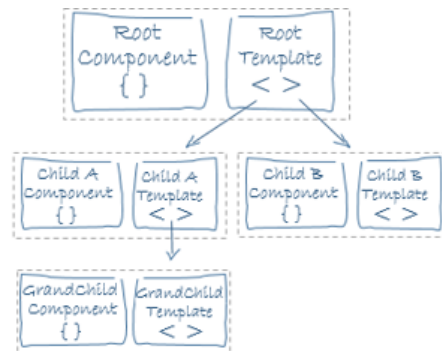 Root
Component
{ }
Root
Template
< >
Child A
Component
{ }
Child A
Template
< >
Child B
Component
{ }
Child B
Template
< >
GrandChild
Component
{ }
GrandChild
Template
< >